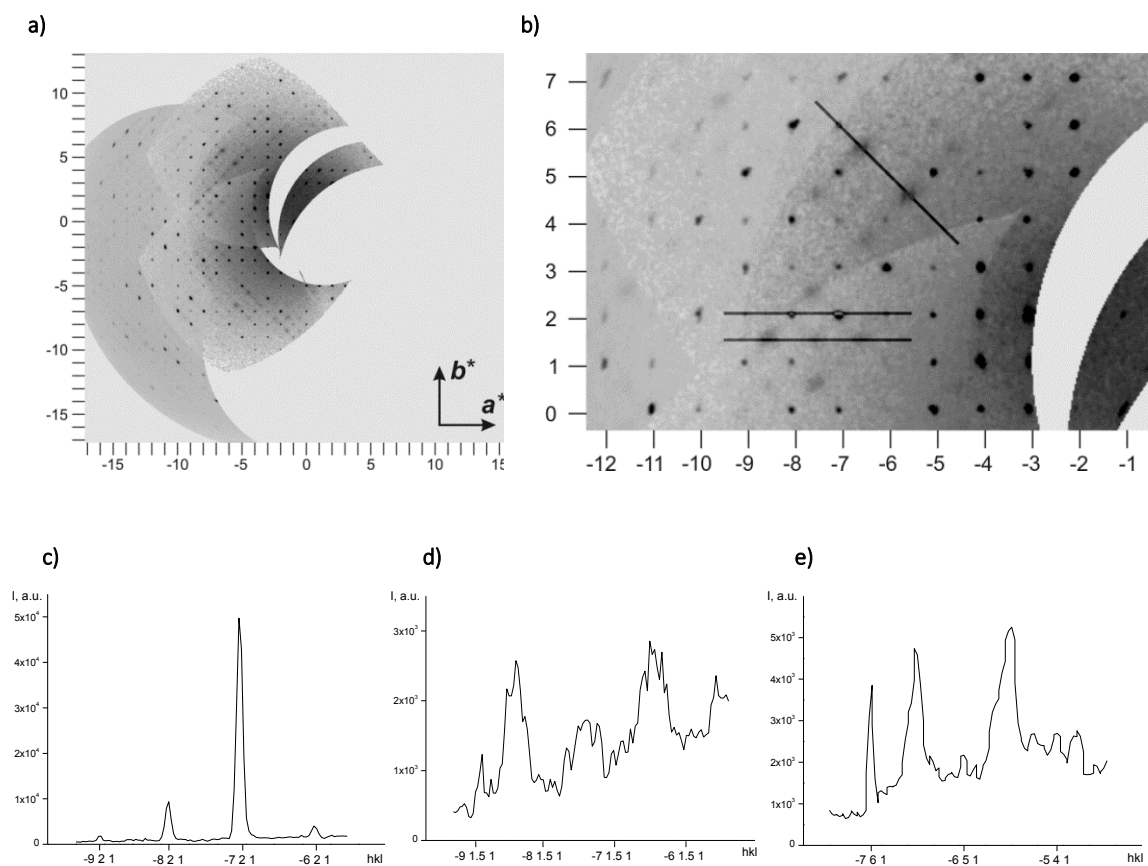 a)
b)
10
5
0
-5
-10
-15
-15 -10 -5 0 5 10 15
b*
a*
7
6
5
4
3
2
1
0
-12 -11 -10 -9 -8 -7 -6 -5 -4 -3 -2 -1
c)
d)
e)
I, a.u.
5x10⁴
4x10⁴
3x10⁴
2x10⁴
1x10⁴
0
-9 2 1 -8 2 1 -7 2 1 -6 2 1 hkl
I, a.u.
3x10³
2x10³
1x10³
0
-9 1.5 1 -8 1.5 1 -7 1.5 1 -6 1.5 1 hkl
I, a.u.
5x10³
4x10³
3x10³
2x10³
1x10³
0
-7 6 1 -6 5 1 -5 4 1 hkl